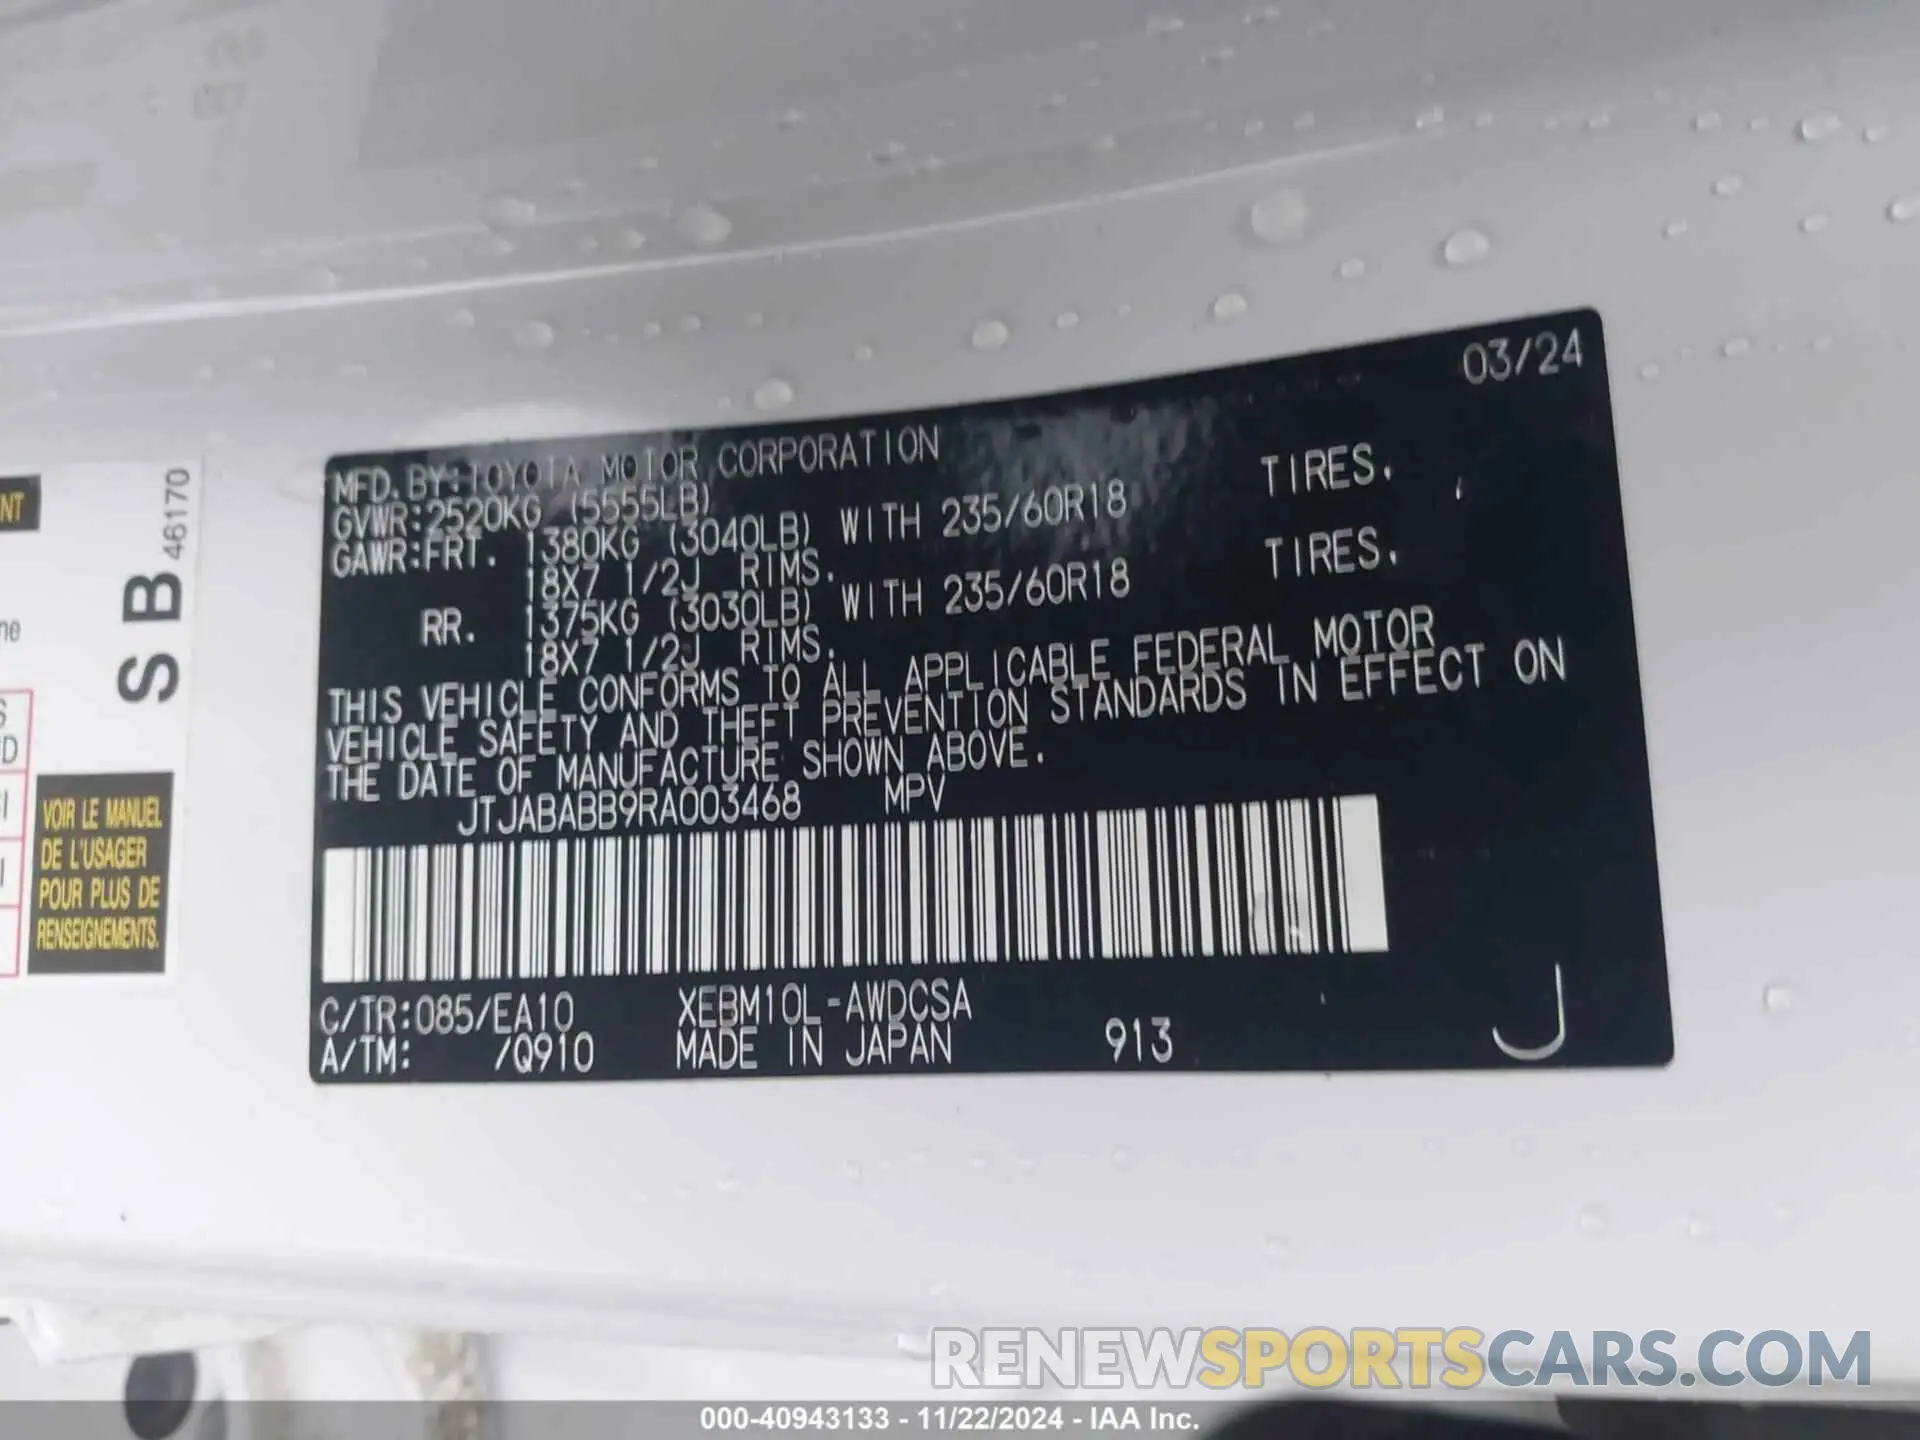 03/24
MFD. BY: TOYOTA MOTOR CORPORATION
GVWR: 2520KG (5555LB)
GAWR: FRT. 1380KG (3040LB) WITH 235/60R18 TIRES.
18X7 1/2J RIMS.
RR. 1375KG (3030LB) WITH 235/60R18 TIRES.
18X7 1/2J RIMS.
THIS VEHICLE CONFORMS TO ALL APPLICABLE FEDERAL MOTOR
VEHICLE SAFETY AND THEFT PREVENTION STANDARDS IN EFFECT ON
THE DATE OF MANUFACTURE SHOWN ABOVE.
JTJABABB9RA003468 MPV
C/TR: 085/EA10 XEBM10L-AWDCSA
A/TM: /Q910 MADE IN JAPAN 913
J
S B 46170
NT
VOIR LE MANUEL
DE L'USAGER
POUR PLUS DE
RENSEIGNEMENTS.
RENEWSPORTSCARS.COM
000-40943133 - 11/22/2024 - IAA Inc.